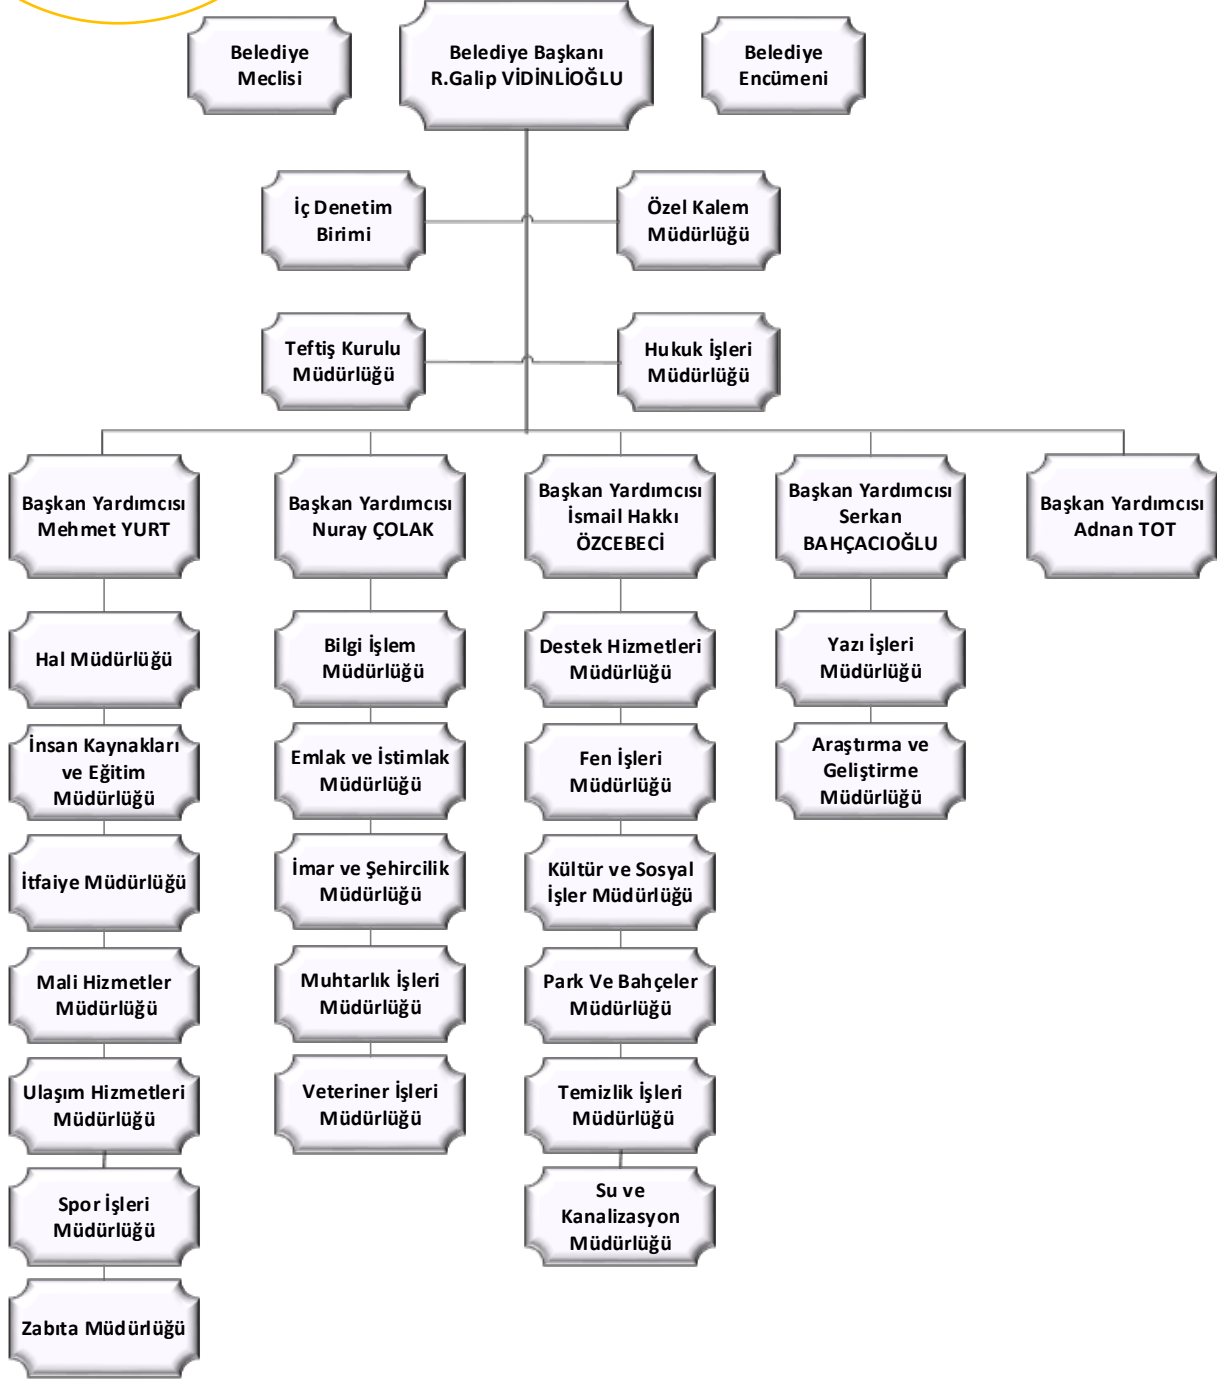 Belediye
Meclisi
Belediye Başkanı
R.Galip VİDİNLİOĞLU
Belediye
Encümeni
İç Denetim
Birimi
Özel Kalem
Müdürlüğü
Teftiş Kurulu
Müdürlüğü
Hukuk İşleri
Müdürlüğü
Başkan Yardımcısı
Mehmet YURT
Başkan Yardımcısı
Nuray ÇOLAK
Başkan Yardımcısı
İsmail Hakkı
ÖZCEBECİ
Başkan Yardımcısı
Serkan
BAHÇACIOĞLU
Başkan Yardımcısı
Adnan TOT
Hal Müdürlüğü
İnsan Kaynakları
ve Eğitim
Müdürlüğü
İtfaiye Müdürlüğü
Mali Hizmetler
Müdürlüğü
Ulaşım Hizmetleri
Müdürlüğü
Spor İşleri
Müdürlüğü
Zabıta Müdürlüğü
Bilgi İşlem
Müdürlüğü
Emlak ve İstimlak
Müdürlüğü
İmar ve Şehircilik
Müdürlüğü
Muhtarlık İşleri
Müdürlüğü
Veteriner İşleri
Müdürlüğü
Destek Hizmetleri
Müdürlüğü
Fen İşleri
Müdürlüğü
Kültür ve Sosyal
İşler Müdürlüğü
Park Ve Bahçeler
Müdürlüğü
Temizlik İşleri
Müdürlüğü
Su ve
Kanalizasyon
Müdürlüğü
Yazı İşleri
Müdürlüğü
Araştırma ve
Geliştirme
Müdürlüğü